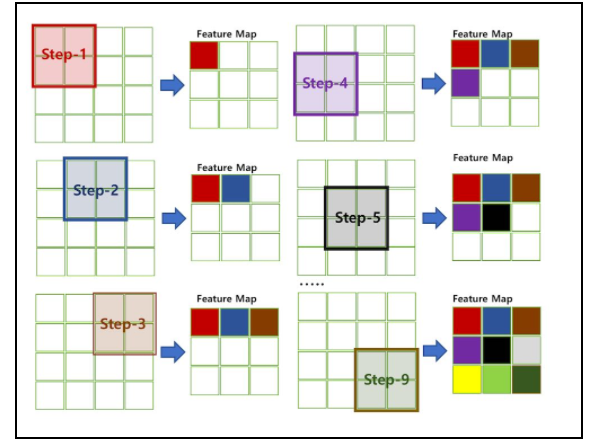 Feature Map
Step-1
Feature Map
Step-2
Feature Map
Step-3
Feature Map
Step-4
Feature Map
Step-5
.....
Feature Map
Step-9